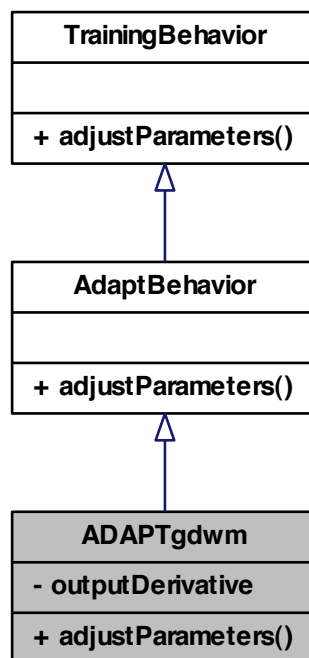 TrainingBehavior
+ adjustParameters()
AdaptBehavior
+ adjustParameters()
ADAPTgdwm
- outputDerivative
+ adjustParameters()